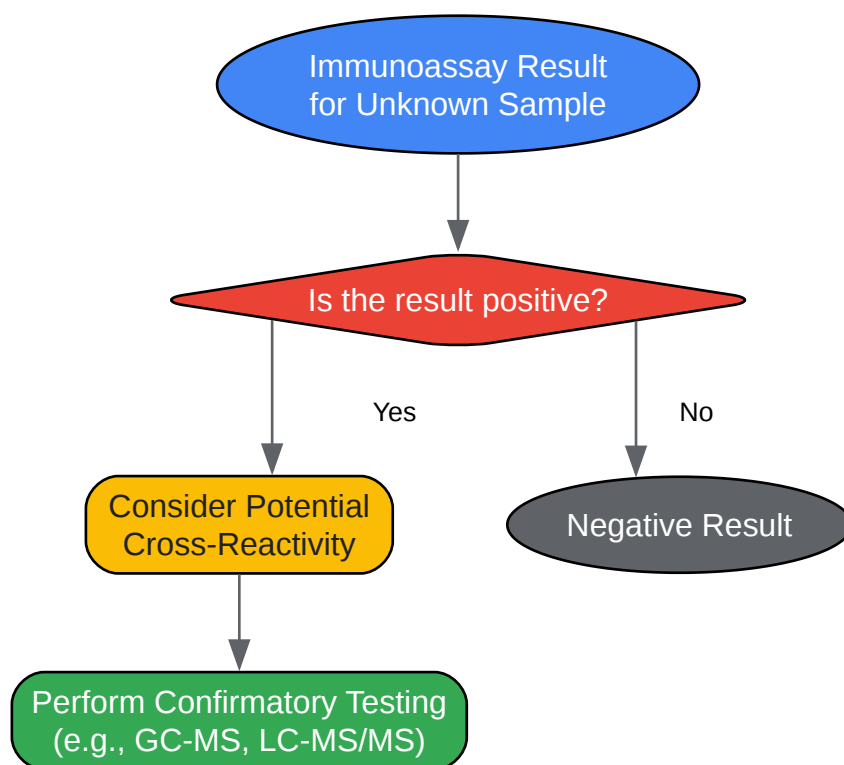 Immunoassay Result
for Unknown Sample
Is the result positive?
Yes
No
Consider Potential
Cross-Reactivity
Negative Result
Perform Confirmatory Testing
(e.g., GC-MS, LC-MS/MS)